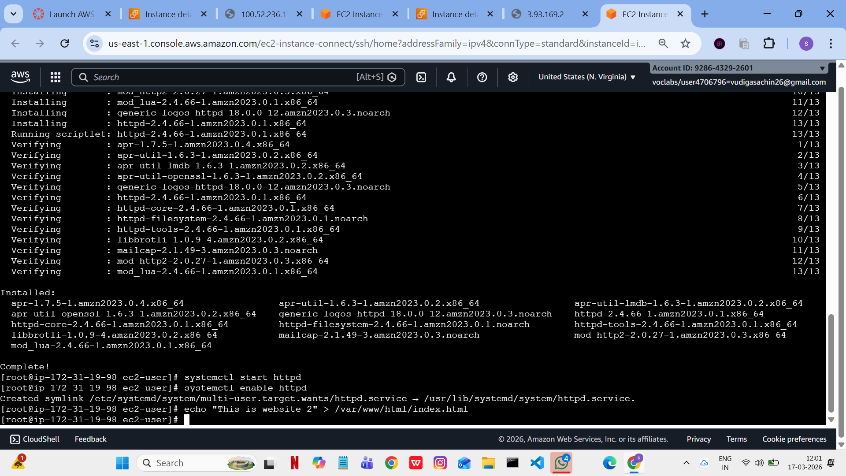 Launch AWS
Instance det
100.52.236.1
EC2 Instance
Instance det
3.93.169.2
EC2 Instance
us-east-1.console.aws.amazon.com/ec2-instance-connect/ssh/home?addressFamily=ipv4&connType=standard&instanceId=i...
aws
Search
[Alt+S]
United States (N. Virginia)
Account ID: 9286-4329-2601
voclabs/user4706796=vudigasachin26@gmail.com
Installing : mod_http2-2.0.27-1.amzn2023.0.3.x86_64 10/13
Installing : mod_lua-2.4.66-1.amzn2023.0.1.x86_64 11/13
Installing : generic-logos-httpd-18.0.0-12.amzn2023.0.3.noarch 12/13
Installing : httpd-2.4.66-1.amzn2023.0.1.x86_64 13/13
Running scriptlet: httpd-2.4.66-1.amzn2023.0.1.x86_64 13/13
Verifying : apr-1.7.5-1.amzn2023.0.4.x86_64 1/13
Verifying : apr-util-1.6.3-1.amzn2023.0.2.x86_64 2/13
Verifying : apr-util-lmdb-1.6.3-1.amzn2023.0.2.x86_64 3/13
Verifying : apr-util-openssl-1.6.3-1.amzn2023.0.2.x86_64 4/13
Verifying : generic-logos-httpd-18.0.0-12.amzn2023.0.3.noarch 5/13
Verifying : httpd-2.4.66-1.amzn2023.0.1.x86_64 6/13
Verifying : httpd-core-2.4.66-1.amzn2023.0.1.x86_64 7/13
Verifying : httpd-filesystem-2.4.66-1.amzn2023.0.1.noarch 8/13
Verifying : httpd-tools-2.4.66-1.amzn2023.0.1.x86_64 9/13
Verifying : libbrotli-1.0.9-4.amzn2023.0.2.x86_64 10/13
Verifying : mailcap-2.1.49-3.amzn2023.0.3.noarch 11/13
Verifying : mod_http2-2.0.27-1.amzn2023.0.3.x86_64 12/13
Verifying : mod_lua-2.4.66-1.amzn2023.0.1.x86_64 13/13
Installed:
apr-1.7.5-1.amzn2023.0.4.x86_64 apr-util-1.6.3-1.amzn2023.0.2.x86_64 apr-util-lmdb-1.6.3-1.amzn2023.0.2.x86_64
apr-util-openssl-1.6.3-1.amzn2023.0.2.x86_64 generic-logos-httpd-18.0.0-12.amzn2023.0.3.noarch httpd-2.4.66-1.amzn2023.0.1.x86_64
httpd-core-2.4.66-1.amzn2023.0.1.x86_64 httpd-filesystem-2.4.66-1.amzn2023.0.1.noarch httpd-tools-2.4.66-1.amzn2023.0.1.x86_64
libbrotli-1.0.9-4.amzn2023.0.2.x86_64 mailcap-2.1.49-3.amzn2023.0.3.noarch mod_http2-2.0.27-1.amzn2023.0.3.x86_64
mod_lua-2.4.66-1.amzn2023.0.1.x86_64
Complete!
[root@ip-172-31-19-98 ec2-user]# systemctl start httpd
[root@ip-172-31-19-98 ec2-user]# systemctl enable httpd
Created symlink /etc/systemd/system/multi-user.target.wants/httpd.service → /usr/lib/systemd/system/httpd.service.
[root@ip-172-31-19-98 ec2-user]# echo "This is website 2" > /var/www/html/index.html
[root@ip-172-31-19-98 ec2-user]#
CloudShell
Feedback
© 2026, Amazon Web Services, Inc. or its affiliates.
Privacy
Terms
Cookie preferences
Search
ENG
IN
12:01
17-03-2026